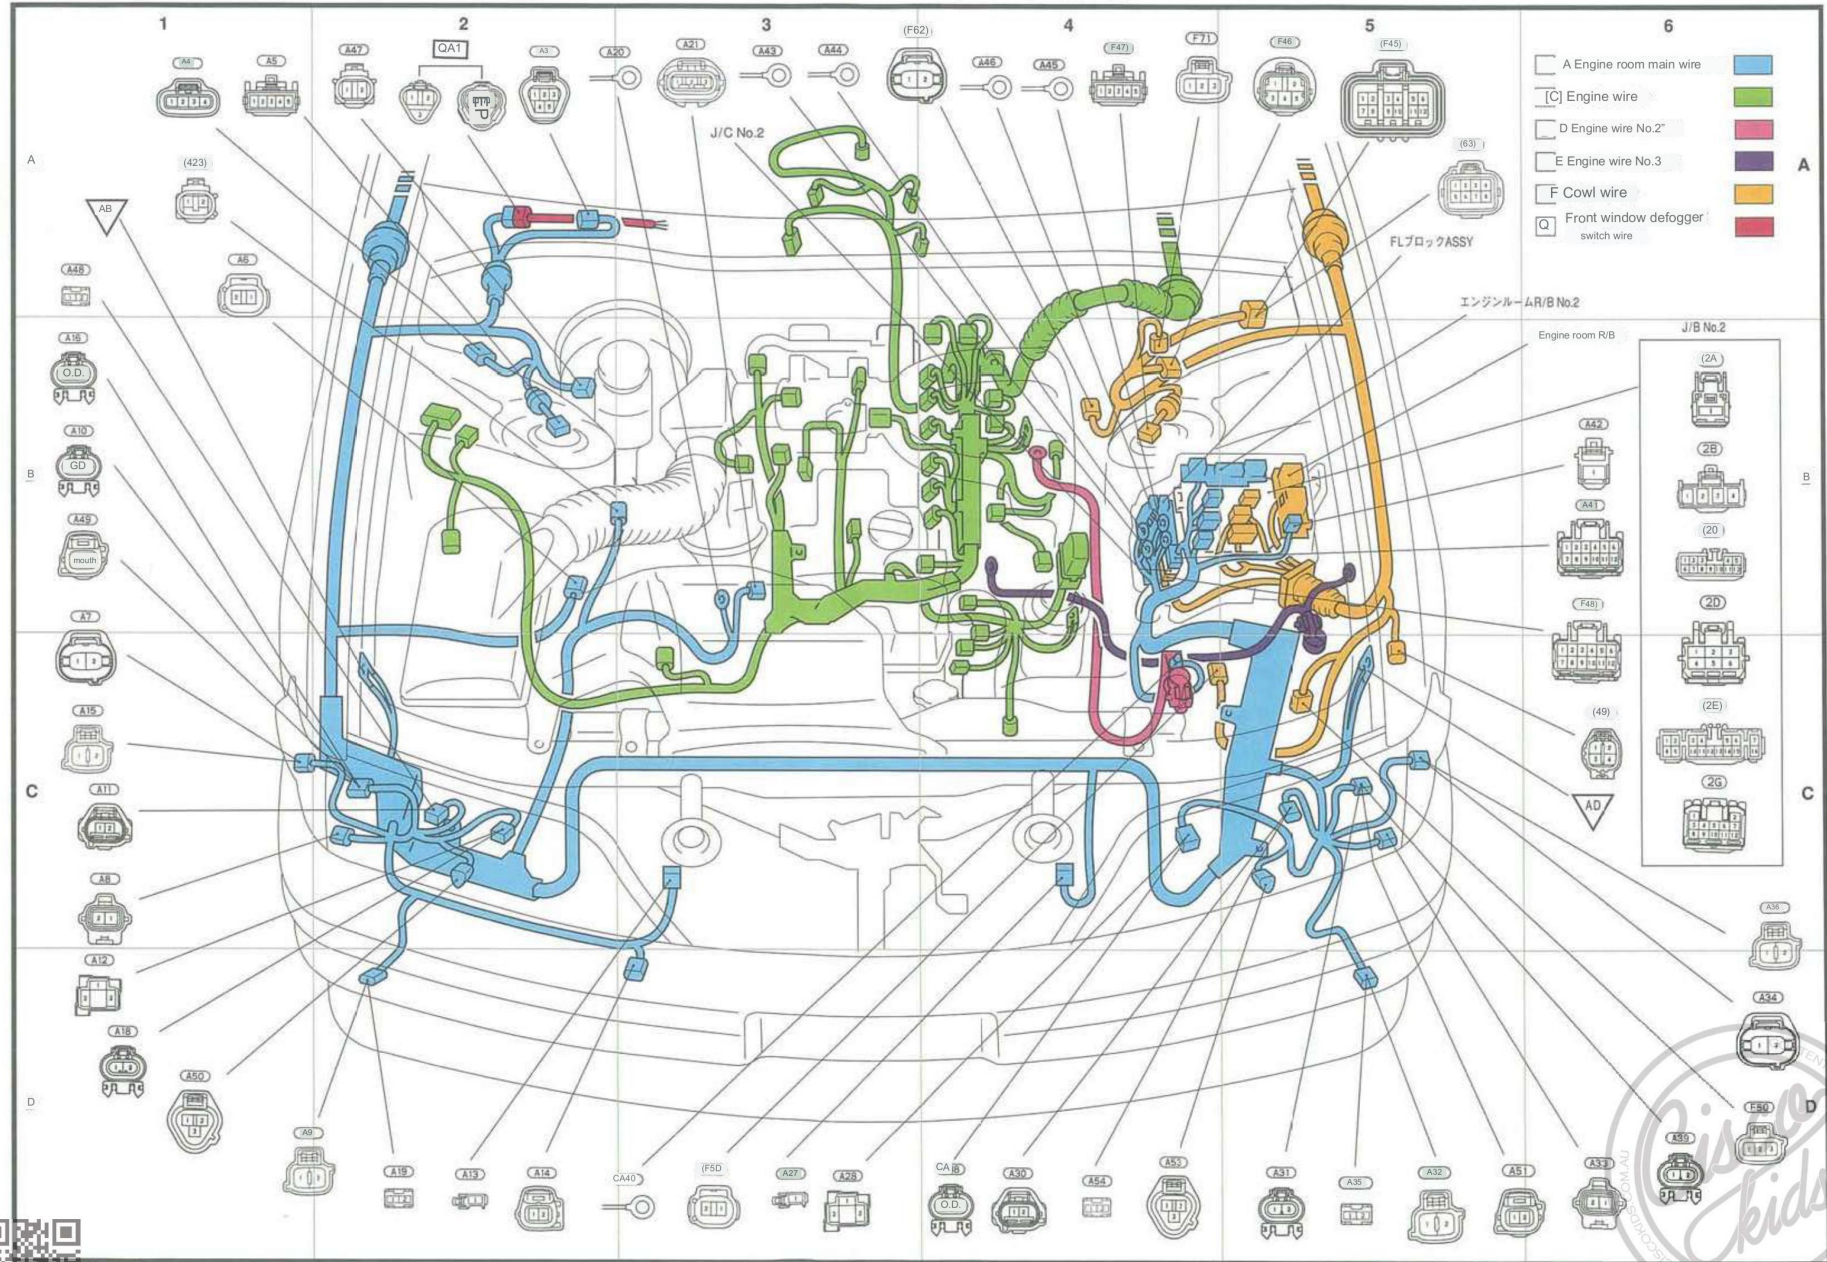 1 2 3 4 5 6
A4 A5 A47 QA1 A3 A20 A21 A43 A44 (F62) A46 A45 F47) F71 F46 (F45)
A Engine room main wire
[C] Engine wire
D Engine wire No.2"
E Engine wire No.3
F Cowl wire
Q Front window defogger
switch wire
J/C No.2
A
A
(423)
(63)
AB
FLブロックASSY
A6
A48
エンジンルームR/B No.2
Engine room R/B
J/B No.2
A16
O.D.
(2A
A10
GD
A42
2B
B
B
A49
mouth
A41
(20
A7
F48)
2D
A15
(49)
(2E)
C
A11
AD
2G
C
A8
A36
A12
A34
A18
A50
D
F50
D
A9
A39
A19 A13 A14 CA40 (F5D A27 A28 CA 8 A30 A54 A53 A31 A35 A32 A51 A33
O.D.
Cisco
kids